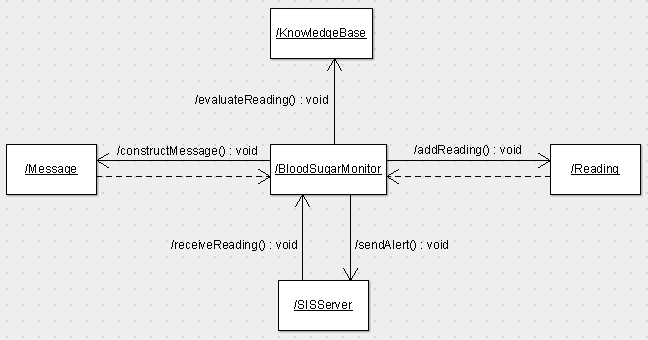 /KnowledgeBase
/evaluateReading() : void
/constructMessage() : void
/addReading() : void
/Message
/BloodSugarMonitor
/Reading
/receiveReading() : void
/sendAlert() : void
/SISServer